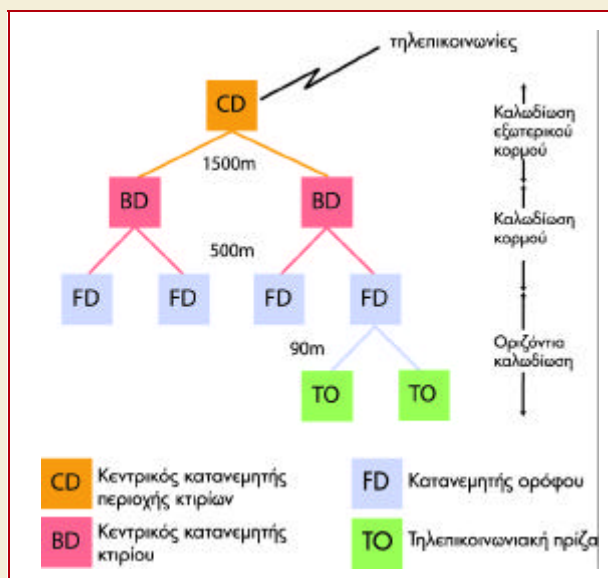 τηλεπικοινωνίες
CD
Καλωδίωση
εξωτερικού
κορμού
1500m
BD
BD
Καλωδίωση
κορμού
500m
FD
FD
FD
FD
90m
Οριζόντια
καλωδίωση
TO
TO
CD
Κεντρικός κατανεμητής
περιοχής κτιρίων
FD
Κατανεμητής ορόφου
BD
Κεντρικός κατανεμητής
κτιρίου
TO
Τηλεπικοινωνιακή πρίζα